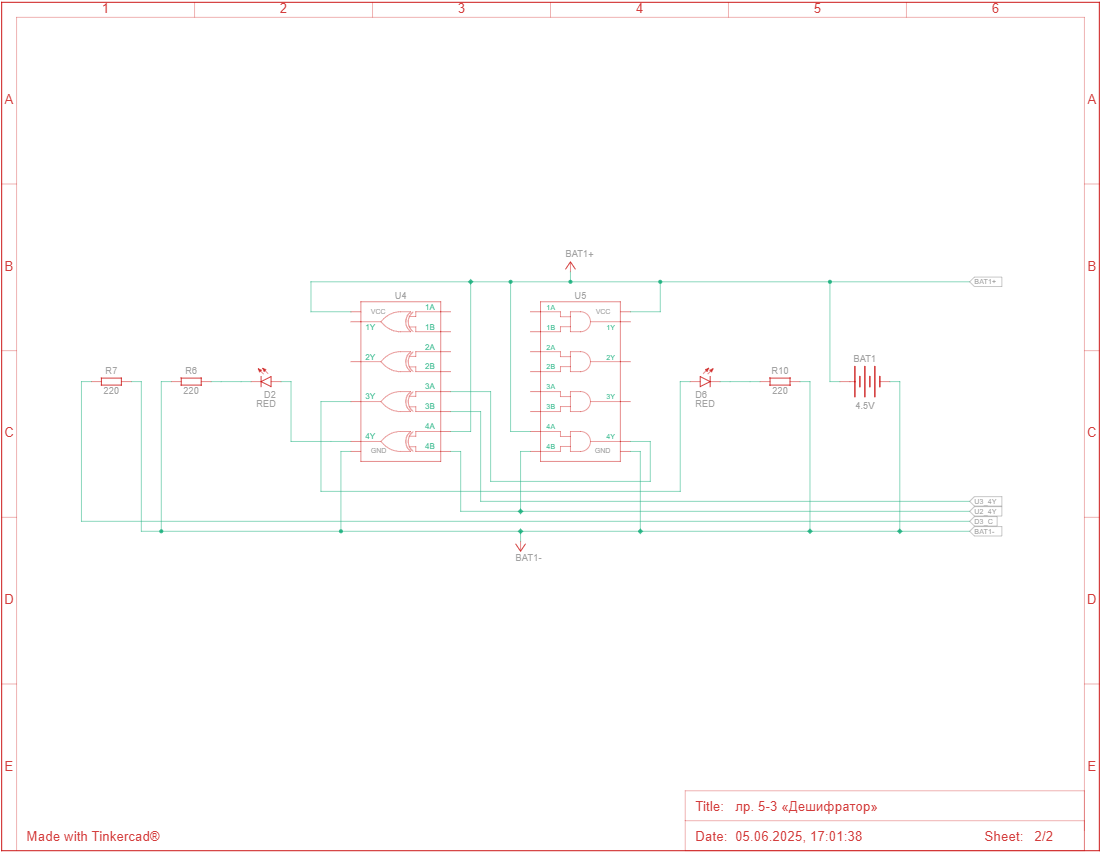 1 2 3 4 5 6
A A
BAT1+
B B
BAT1+
U4 U5
VCC 1A 1A VCC
1Y 1B 1B 1Y
2A 2A
2Y 2B 2B 2Y
R7 R6 R10 BAT1
220 220 D2 RED D6 RED 220 4.5V
3A 3A
3Y 3B 3B 3Y
4A 4A
C C
4Y 4B 4B 4Y
GND GND
U3_4Y
U2_4Y
D3_C
BAT1-
BAT1-
D D
E E
Title: лр. 5-3 «Дешифратор»
Made with Tinkercad®
Date: 05.06.2025, 17:01:38 Sheet: 2/2